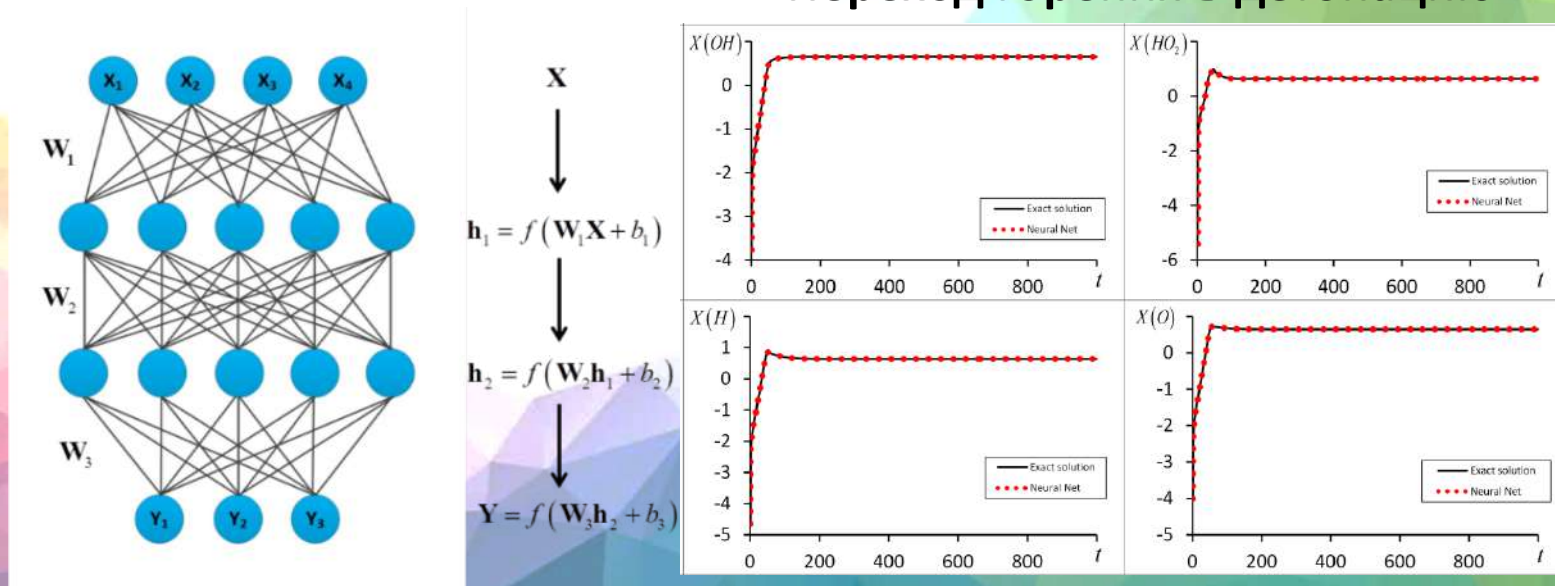 Переход горения в детонацию
X₁ X₂ X₃ X₄
W₁
W₂
W₃
Y₁ Y₂ Y₃
X
h₁ = f(W₁X + b₁)
h₂ = f(W₂h₁ + b₂)
Y = f(W₃h₂ + b₃)
X(OH)
0
-1
-2
-3
-4
0 200 400 600 800 t
Exact solution
Neural Net
X(HO₂)
0
-2
-4
-6
0 200 400 600 800 t
Exact solution
Neural Net
X(H)
1
0
-1
-2
-3
-4
-5
0 200 400 600 800 t
Exact solution
Neural Net
X(O)
0
-1
-2
-3
-4
-5
0 200 400 600 800 t
Exact solution
Neural Net